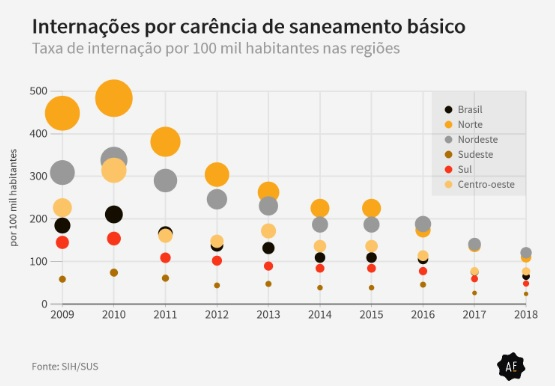 Internações por carência de saneamento básico
Taxa de internação por 100 mil habitantes nas regiões
por 100 mil habitantes
500
400
300
200
100
0
Brasil
Norte
Nordeste
Sudeste
Sul
Centro-oeste
2009 2010 2011 2012 2013 2014 2015 2016 2017 2018
Fonte: SIH/SUS
AE